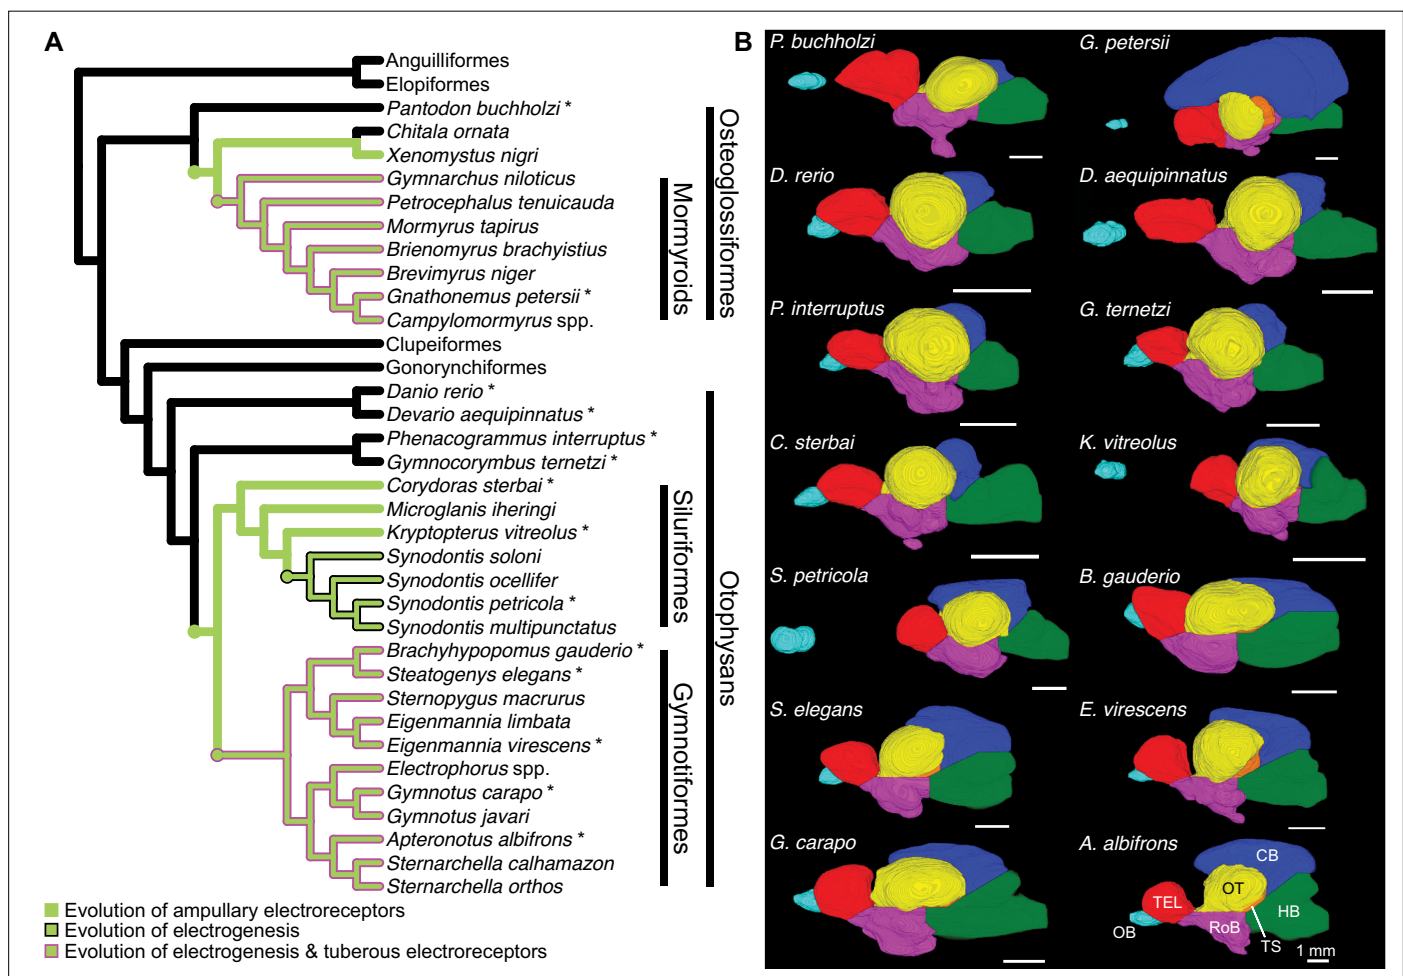 A
Anguilliformes
Elopiformes
Pantodon buchholzi *
Chitala ornata
Xenomystus nigri
Gymnarchus niloticus
Petrocephalus tenuicauda
Mormyrus tapirus
Brienomyrus brachyistius
Brevimyrus niger
Gnathonemus petersii *
Campylomormyrus spp.
Clupeiformes
Gonorynchiformes
Danio rerio *
Devario aequipinnatus *
Phenacogrammus interruptus *
Gymnocorymbus ternetzi *
Corydoras sterbai *
Microglanis iheringi
Kryptopterus vitreolus *
Synodontis soloni
Synodontis ocellifer
Synodontis petricola *
Synodontis multipunctatus
Brachyhypopomus gauderio *
Steatogenys elegans *
Sternopygus macrurus
Eigenmannia limbata
Eigenmannia virescens *
Electrophorus spp.
Gymnotus carapo *
Gymnotus javari
Apteronotus albifrons *
Sternarchella calhamazon
Sternarchella orthos
Mormyroids
Osteoglossiformes
Siluriformes
Gymnotiformes
Otophysans
Evolution of ampullary electroreceptors
Evolution of electrogenesis
Evolution of electrogenesis & tuberous electroreceptors
B
P. buchholzi
G. petersii
D. rerio
D. aequipinnatus
P. interruptus
G. ternetzi
C. sterbai
K. vitreolus
S. petricola
B. gauderio
S. elegans
E. virescens
G. carapo
A. albifrons
CB
OT
TEL
HB
RoB
OB
TS
1 mm